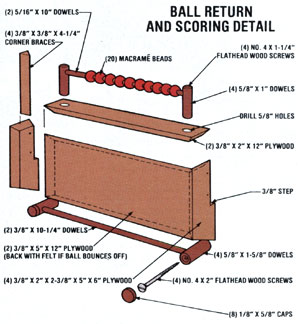 BALL RETURN
AND SCORING DETAIL
(2) 5/16" X 10" DOWELS
(4) 3/8" X 3/8" X 4-1/4"
CORNER BRACES
(20) MACRAMÉ BEADS
(4) NO. 4 X 1-1/4"
FLATHEAD WOOD SCREWS
(4) 5/8" X 1" DOWELS
DRILL 5/8" HOLES
(2) 3/8" X 2" X 12" PLYWOOD
3/8" STEP
(2) 3/8" X 10-1/4" DOWELS
(2) 3/8" X 5" X 12" PLYWOOD
(BACK WITH FELT IF BALL BOUNCES OFF)
(4) 5/8" X 1-5/8" DOWELS
(4) 3/8" X 2" X 2-3/8" X 5" X 6" PLYWOOD
(4) NO. 4 X 2" FLATHEAD WOOD SCREWS
(8) 1/8" X 5/8" CAPS